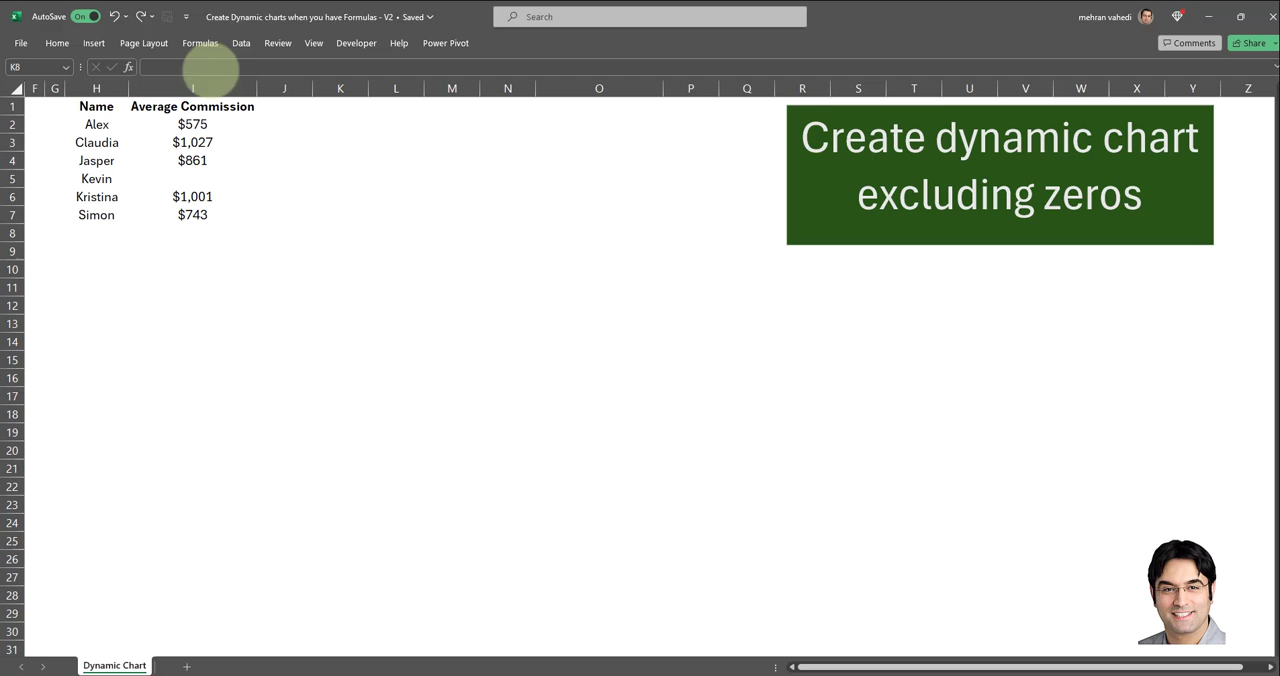 AutoSave On Create Dynamic charts when you have Formulas - V2 • Saved Search mehran vahedi
File Home Insert Draw Page Layout Formulas Data Review View Developer Help Power Pivot Comments Share
K8 fx
F G H I J K L M N O P Q R S T U V W X Y Z
1 Name Average Commission
2 Alex $575
3 Claudia $1,027
4 Jasper $861
5 Kevin
6 Kristina $1,001
7 Simon $743
8
9
10
11
12
13
14
15
16
17
18
19
20
21
22
23
24
25
26
27
28
29
30
31
Create dynamic chart
excluding zeros
Dynamic Chart